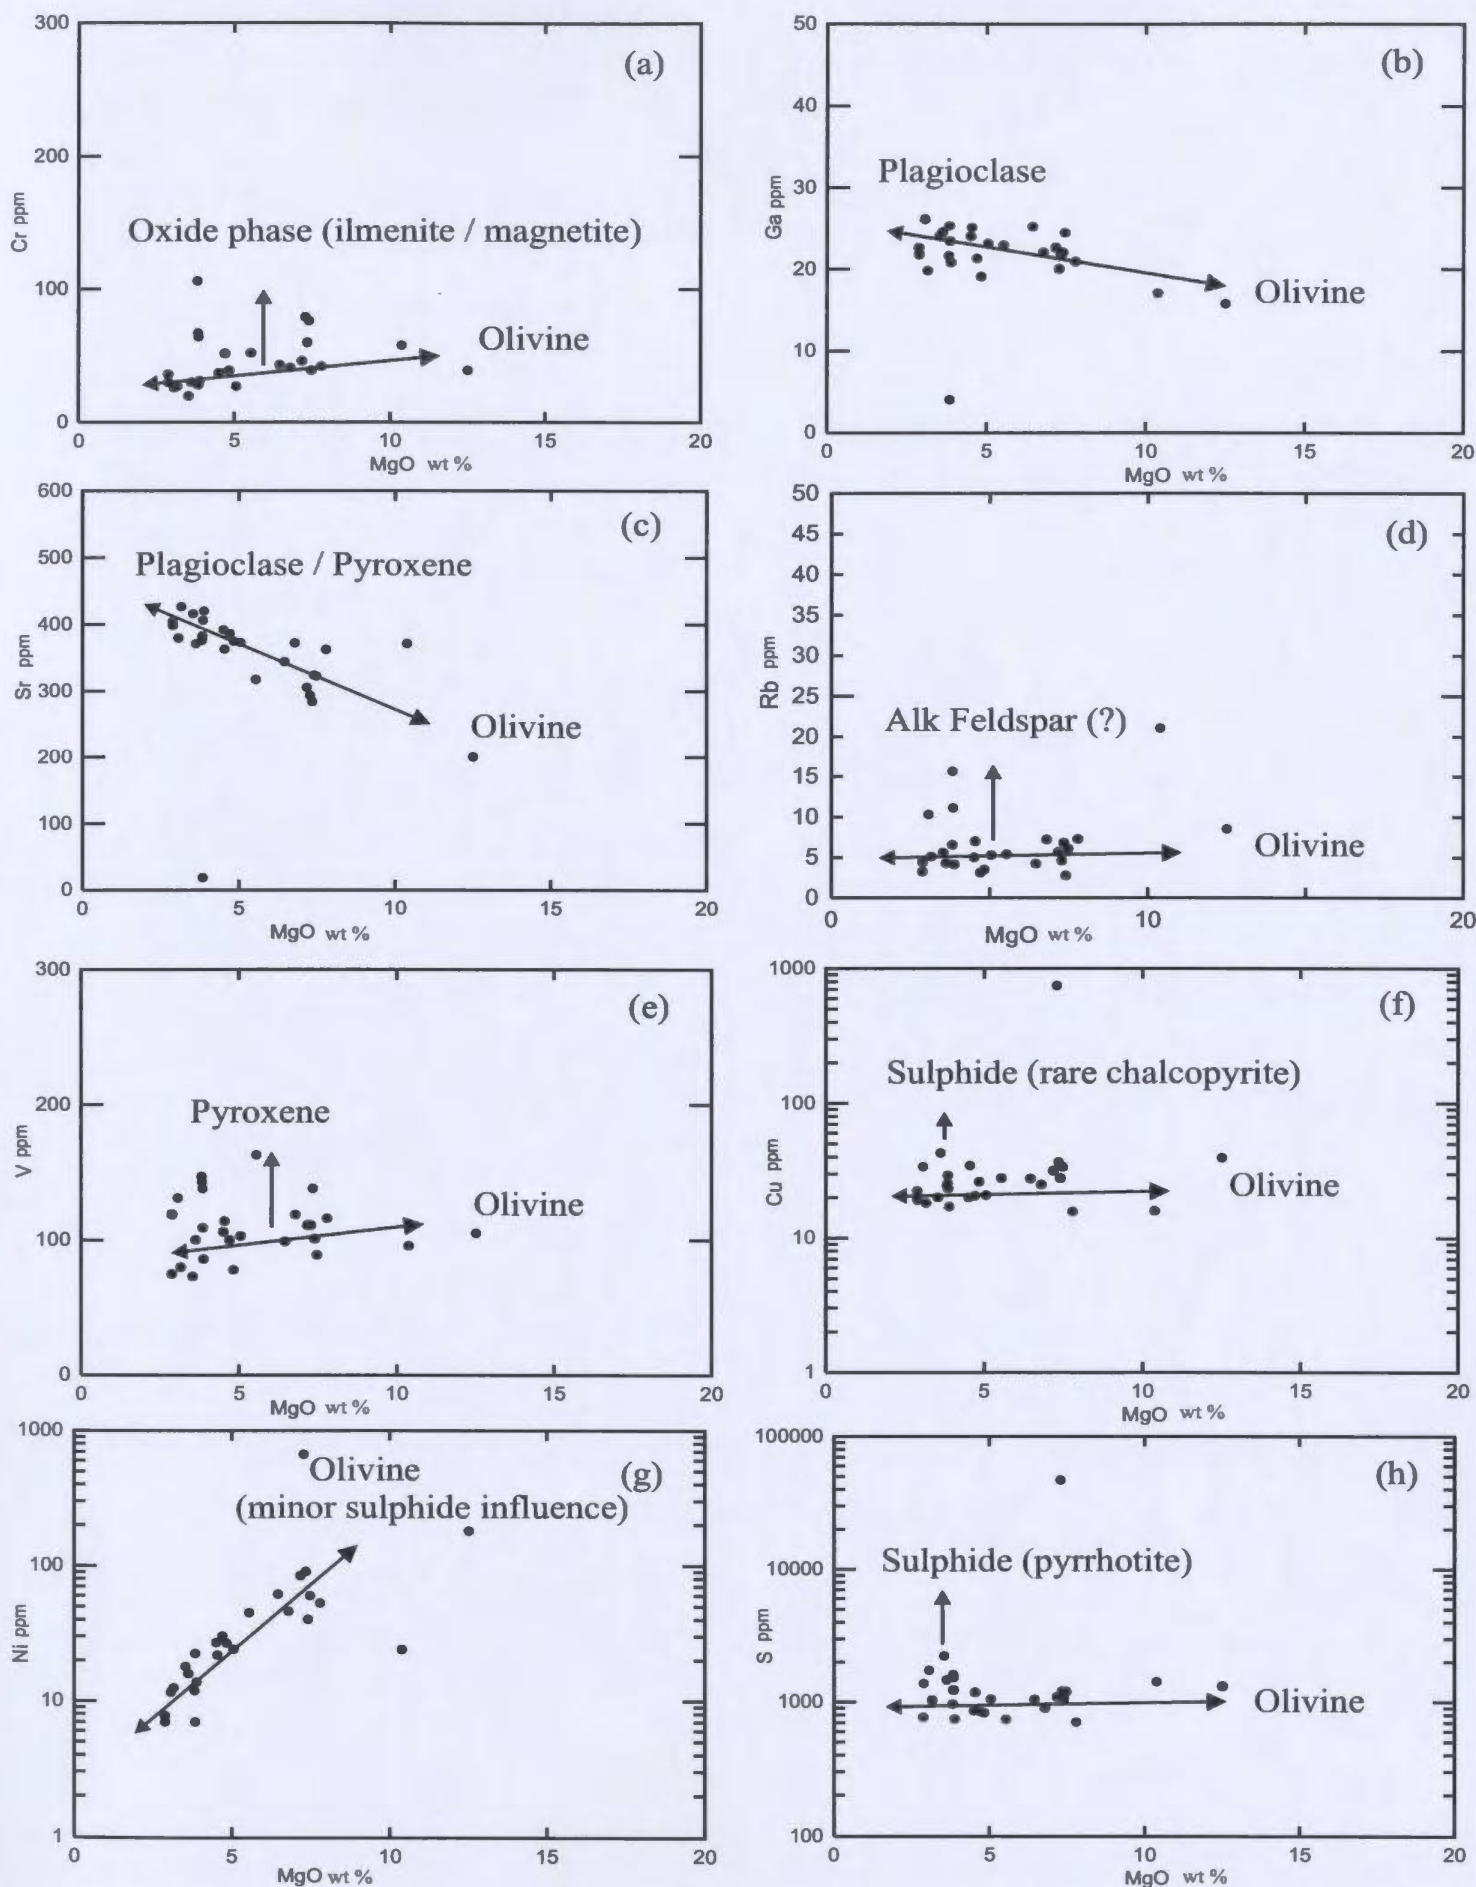 300
200
100
0
Cr ppm
(a)
Oxide phase (ilmenite / magnetite)
Olivine
0 5 10 15 20
MgO wt %
50
40
30
20
10
0
Ga ppm
(b)
Plagioclase
Olivine
0 5 10 15 20
MgO wt %
600
500
400
300
200
100
0
Sr ppm
(c)
Plagioclase / Pyroxene
Olivine
0 5 10 15 20
MgO wt %
50
45
40
35
30
25
20
15
10
5
0
Rb ppm
(d)
Alk Feldspar (?)
Olivine
0 10 20
MgO wt %
300
200
100
0
V ppm
(e)
Pyroxene
Olivine
0 5 10 15 20
MgO wt %
1000
100
10
1
Cu ppm
(f)
Sulphide (rare chalcopyrite)
Olivine
0 5 10 15 20
MgO wt %
1000
100
10
1
Ni ppm
Olivine
(g)
(minor sulphide influence)
0 5 10 15 20
MgO wt %
100000
10000
1000
100
S ppm
(h)
Sulphide (pyrrhotite)
Olivine
0 5 10 15 20
MgO wt %